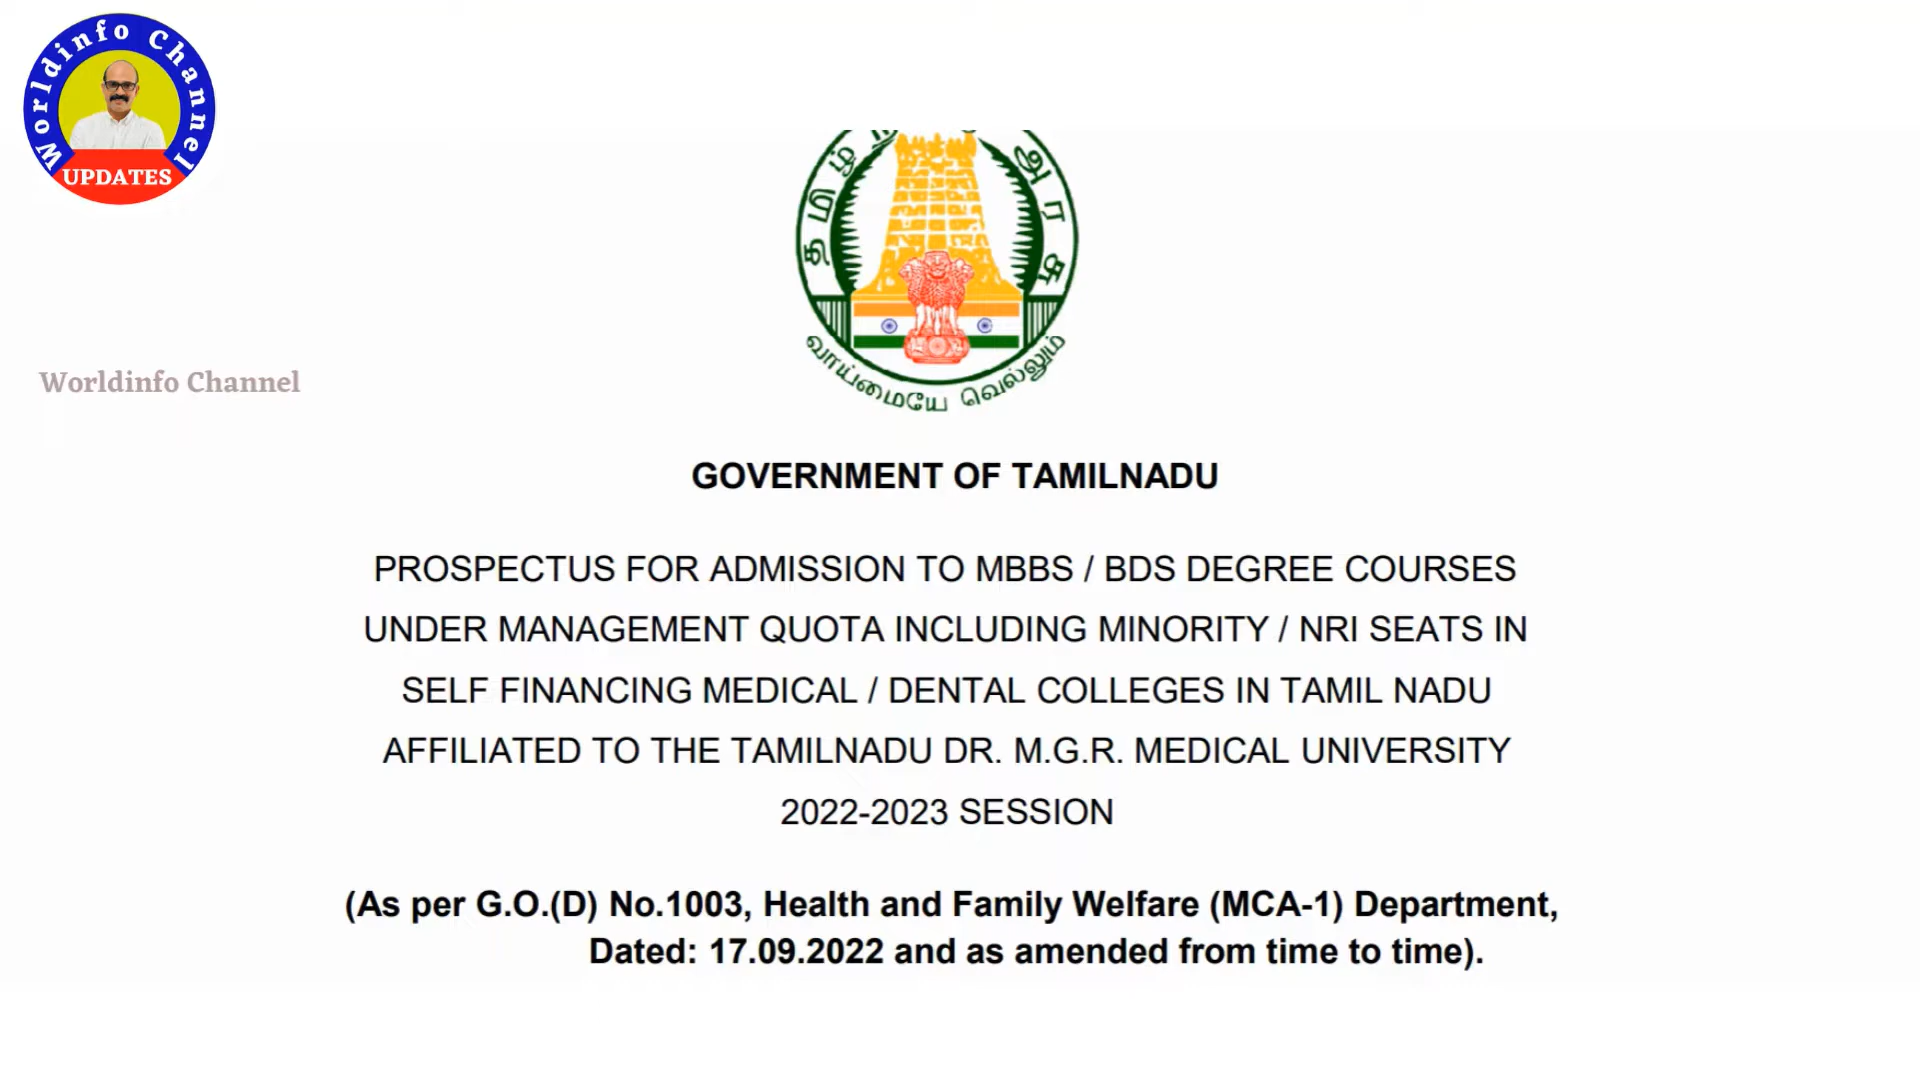 Worldinfo Channel
UPDATES
தமிழ் நாடு அரசு
வாய்மையே வெல்லும்
Worldinfo Channel
GOVERNMENT OF TAMILNADU
PROSPECTUS FOR ADMISSION TO MBBS / BDS DEGREE COURSES
UNDER MANAGEMENT QUOTA INCLUDING MINORITY / NRI SEATS IN
SELF FINANCING MEDICAL / DENTAL COLLEGES IN TAMIL NADU
AFFILIATED TO THE TAMILNADU DR. M.G.R. MEDICAL UNIVERSITY
2022-2023 SESSION
(As per G.O.(D) No.1003, Health and Family Welfare (MCA-1) Department,
Dated: 17.09.2022 and as amended from time to time).